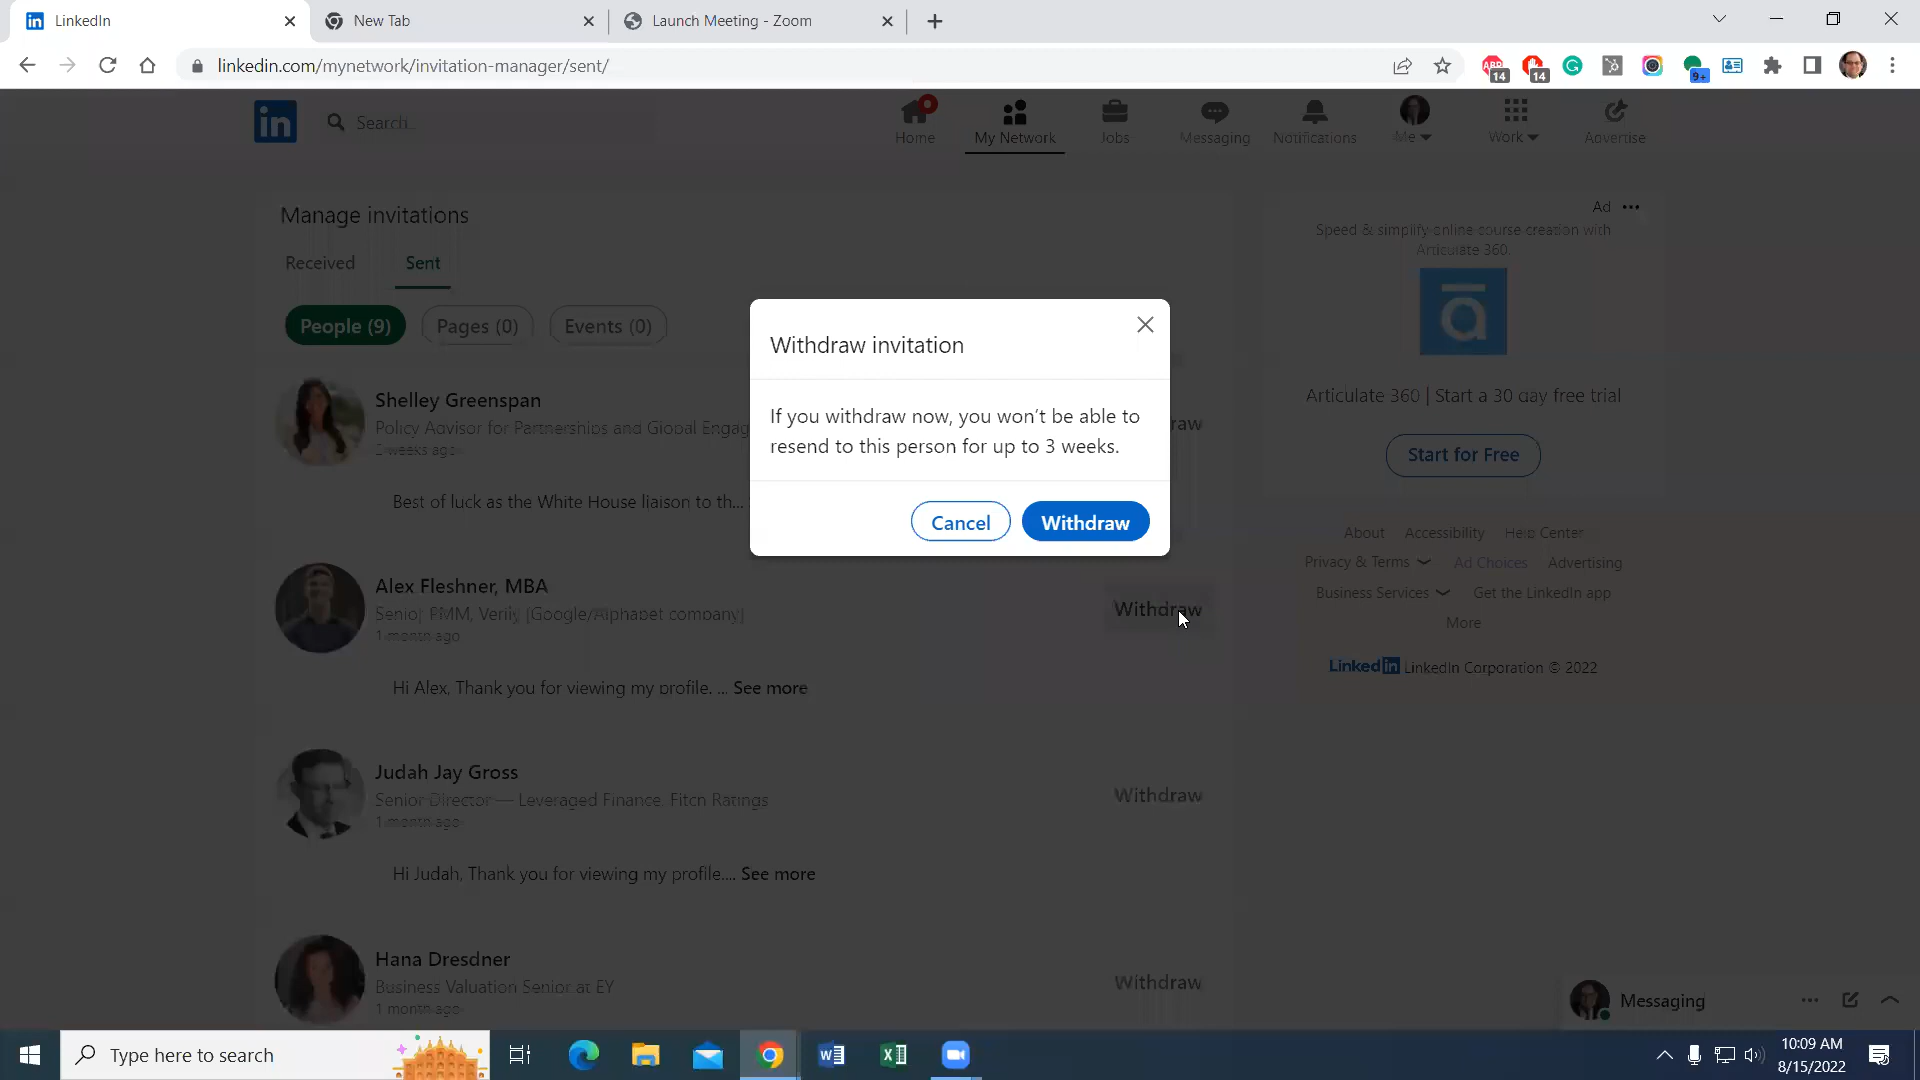 LinkedIn
New Tab
Launch Meeting - Zoom
linkedin.com/mynetwork/invitation-manager/sent/
14
14
9+
in
Search
Home
My Network
Jobs
Messaging
Notifications
Me
Work
Advertise
Manage invitations
Received
Sent
People (9)
Pages (0)
Events (0)
Shelley Greenspan
Policy Advisor for Partnerships and Global Engag
2 weeks ago
Best of luck as the White House liaison to th...
Alex Fleshner, MBA
Senior PMM, Verily [Google/Alphabet company]
1 month ago
Withdraw
Hi Alex, Thank you for viewing my profile. ... See more
Judah Jay Gross
Senior Director — Leveraged Finance, Fitch Ratings
1 month ago
Withdraw
Hi Judah, Thank you for viewing my profile.... See more
Hana Dresdner
Business Valuation Senior at EY
1 month ago
Withdraw
Withdraw invitation
If you withdraw now, you won't be able to
resend to this person for up to 3 weeks.
Cancel
Withdraw
raw
Ad
Speed & simplify online course creation with
Articulate 360.
Articulate 360 | Start a 30 day free trial
Start for Free
About Accessibility Help Center
Privacy & Terms Ad Choices Advertising
Business Services Get the LinkedIn app
More
LinkedIn LinkedIn Corporation © 2022
Messaging
Type here to search
10:09 AM
8/15/2022